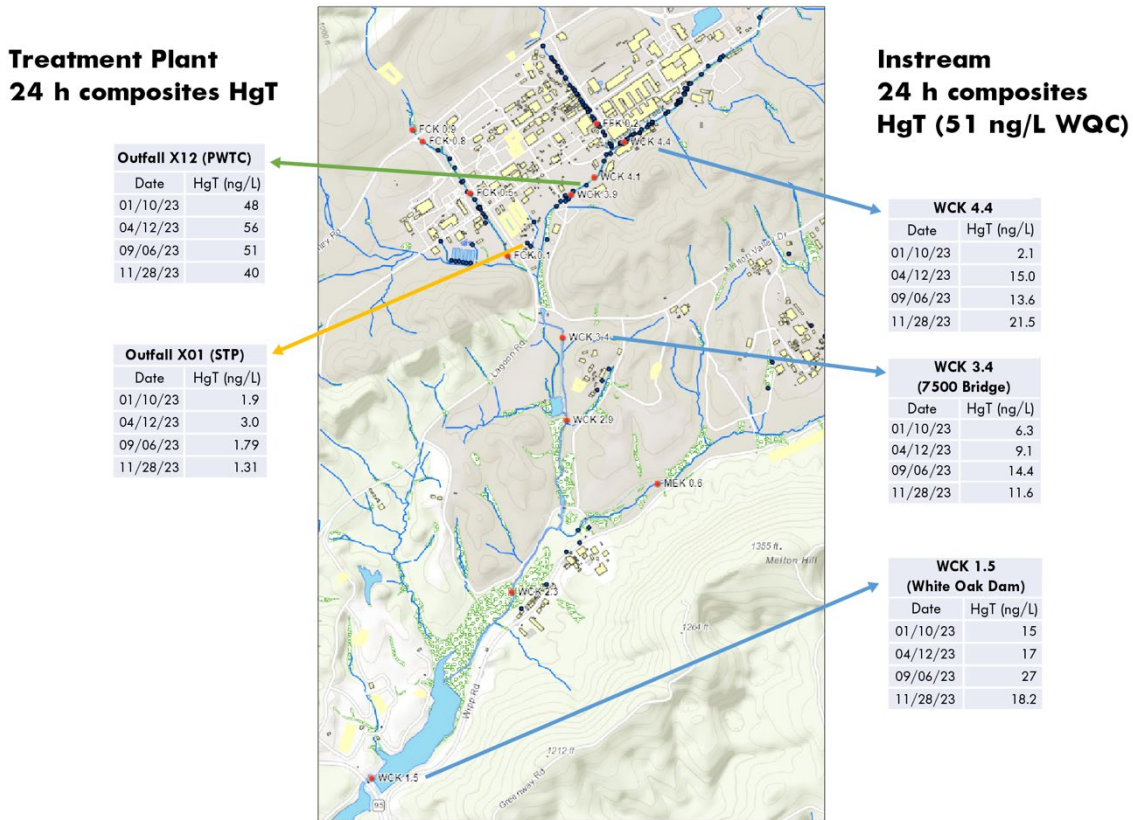 Treatment Plant
24 h composites HgT
Outfall X12 (PWTC)
Date HgT (ng/L)
01/10/23 48
04/12/23 56
09/06/23 51
11/28/23 40
Outfall X01 (STP)
Date HgT (ng/L)
01/10/23 1.9
04/12/23 3.0
09/06/23 1.79
11/28/23 1.31
FCK 0.9
FCK 0.8
FFK 0.2
WCK 4.4
WCK 4.1
FCK 0.5
WCK 3.9
FCK 0.1
Melton Valley Dr
WCK 3.4
Lagoon Rd
WCK 2.9
MEK 0.6
1355 ft
Melton Hill
WCK 2.3
1264 ft
Wipp Rd
1212 ft
Greenway Rd
WCK 1.5
95
Instream
24 h composites
HgT (51 ng/L WQC)
WCK 4.4
Date HgT (ng/L)
01/10/23 2.1
04/12/23 15.0
09/06/23 13.6
11/28/23 21.5
WCK 3.4
(7500 Bridge)
Date HgT (ng/L)
01/10/23 6.3
04/12/23 9.1
09/06/23 14.4
11/28/23 11.6
WCK 1.5
(White Oak Dam)
Date HgT (ng/L)
01/10/23 15
04/12/23 17
09/06/23 27
11/28/23 18.2